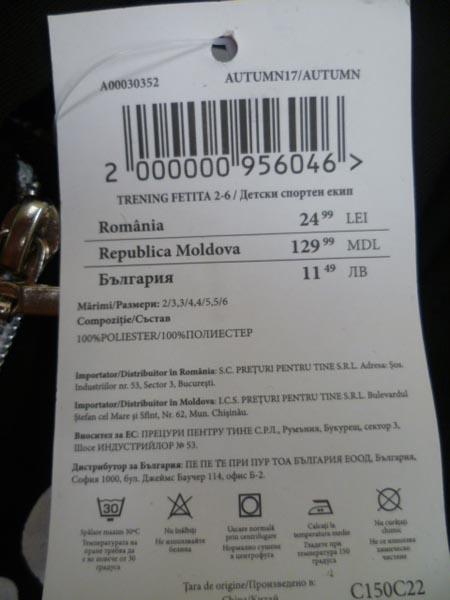 A00030352 AUTUMN17/AUTUMN
2 000000 956046 >
TRENING FETITA 2-6 / Детски спортен екип
România 24 99 LEI
Republica Moldova 129 99 MDL
България 11 49 ЛВ
Mărimi/Размери: 2/3,3/4,4/5,5/6
Compoziție/Състав
100%POLIESTER/100%ПОЛИЕСТЕР
Importator/Distribuitor în România: S.C. PREȚURI PENTRU TINE S.R.L. Adresa: Șos.
Industriilor nr. 53, Sector 3, București.
Importator/Distribuitor în Moldova: I.C.S. PREȚURI PENTRU TINE S.R.L. Bulevardul
Ștefan cel Mare și Sfînt, Nr. 62, Mun. Chișinău.
Вносител за ЕС: ПРЕЦУРИ ПЕНТРУ ТИНЕ С.Р.Л., Румъния, Букурещ, сектор 3,
Шосе ИНДУСТРИЙЛОР № 53.
Дистрибутор за България: ПЕ ПЕ ТЕ ПРИ ПУР ТОА БЪЛГАРИЯ ЕООД, България,
София 1000, бул. Джеймс Баучер 114, офис Б-2.
30
Spălare maxim 30°C
Температурата на
пране трябва да
е не повече от 30
градуса
Nu înălbiți
Не използвайте
белина
Uscare normală
prin centrifugare
Нормално сушене
в центрофуга
Călcați la
temperatura medie
Гладете при
температура 150
градуса
Nu curățați
chimic
Не се използва
химическо
чистене
Țara de origine/Произведено в:
China/Китай
C150C22